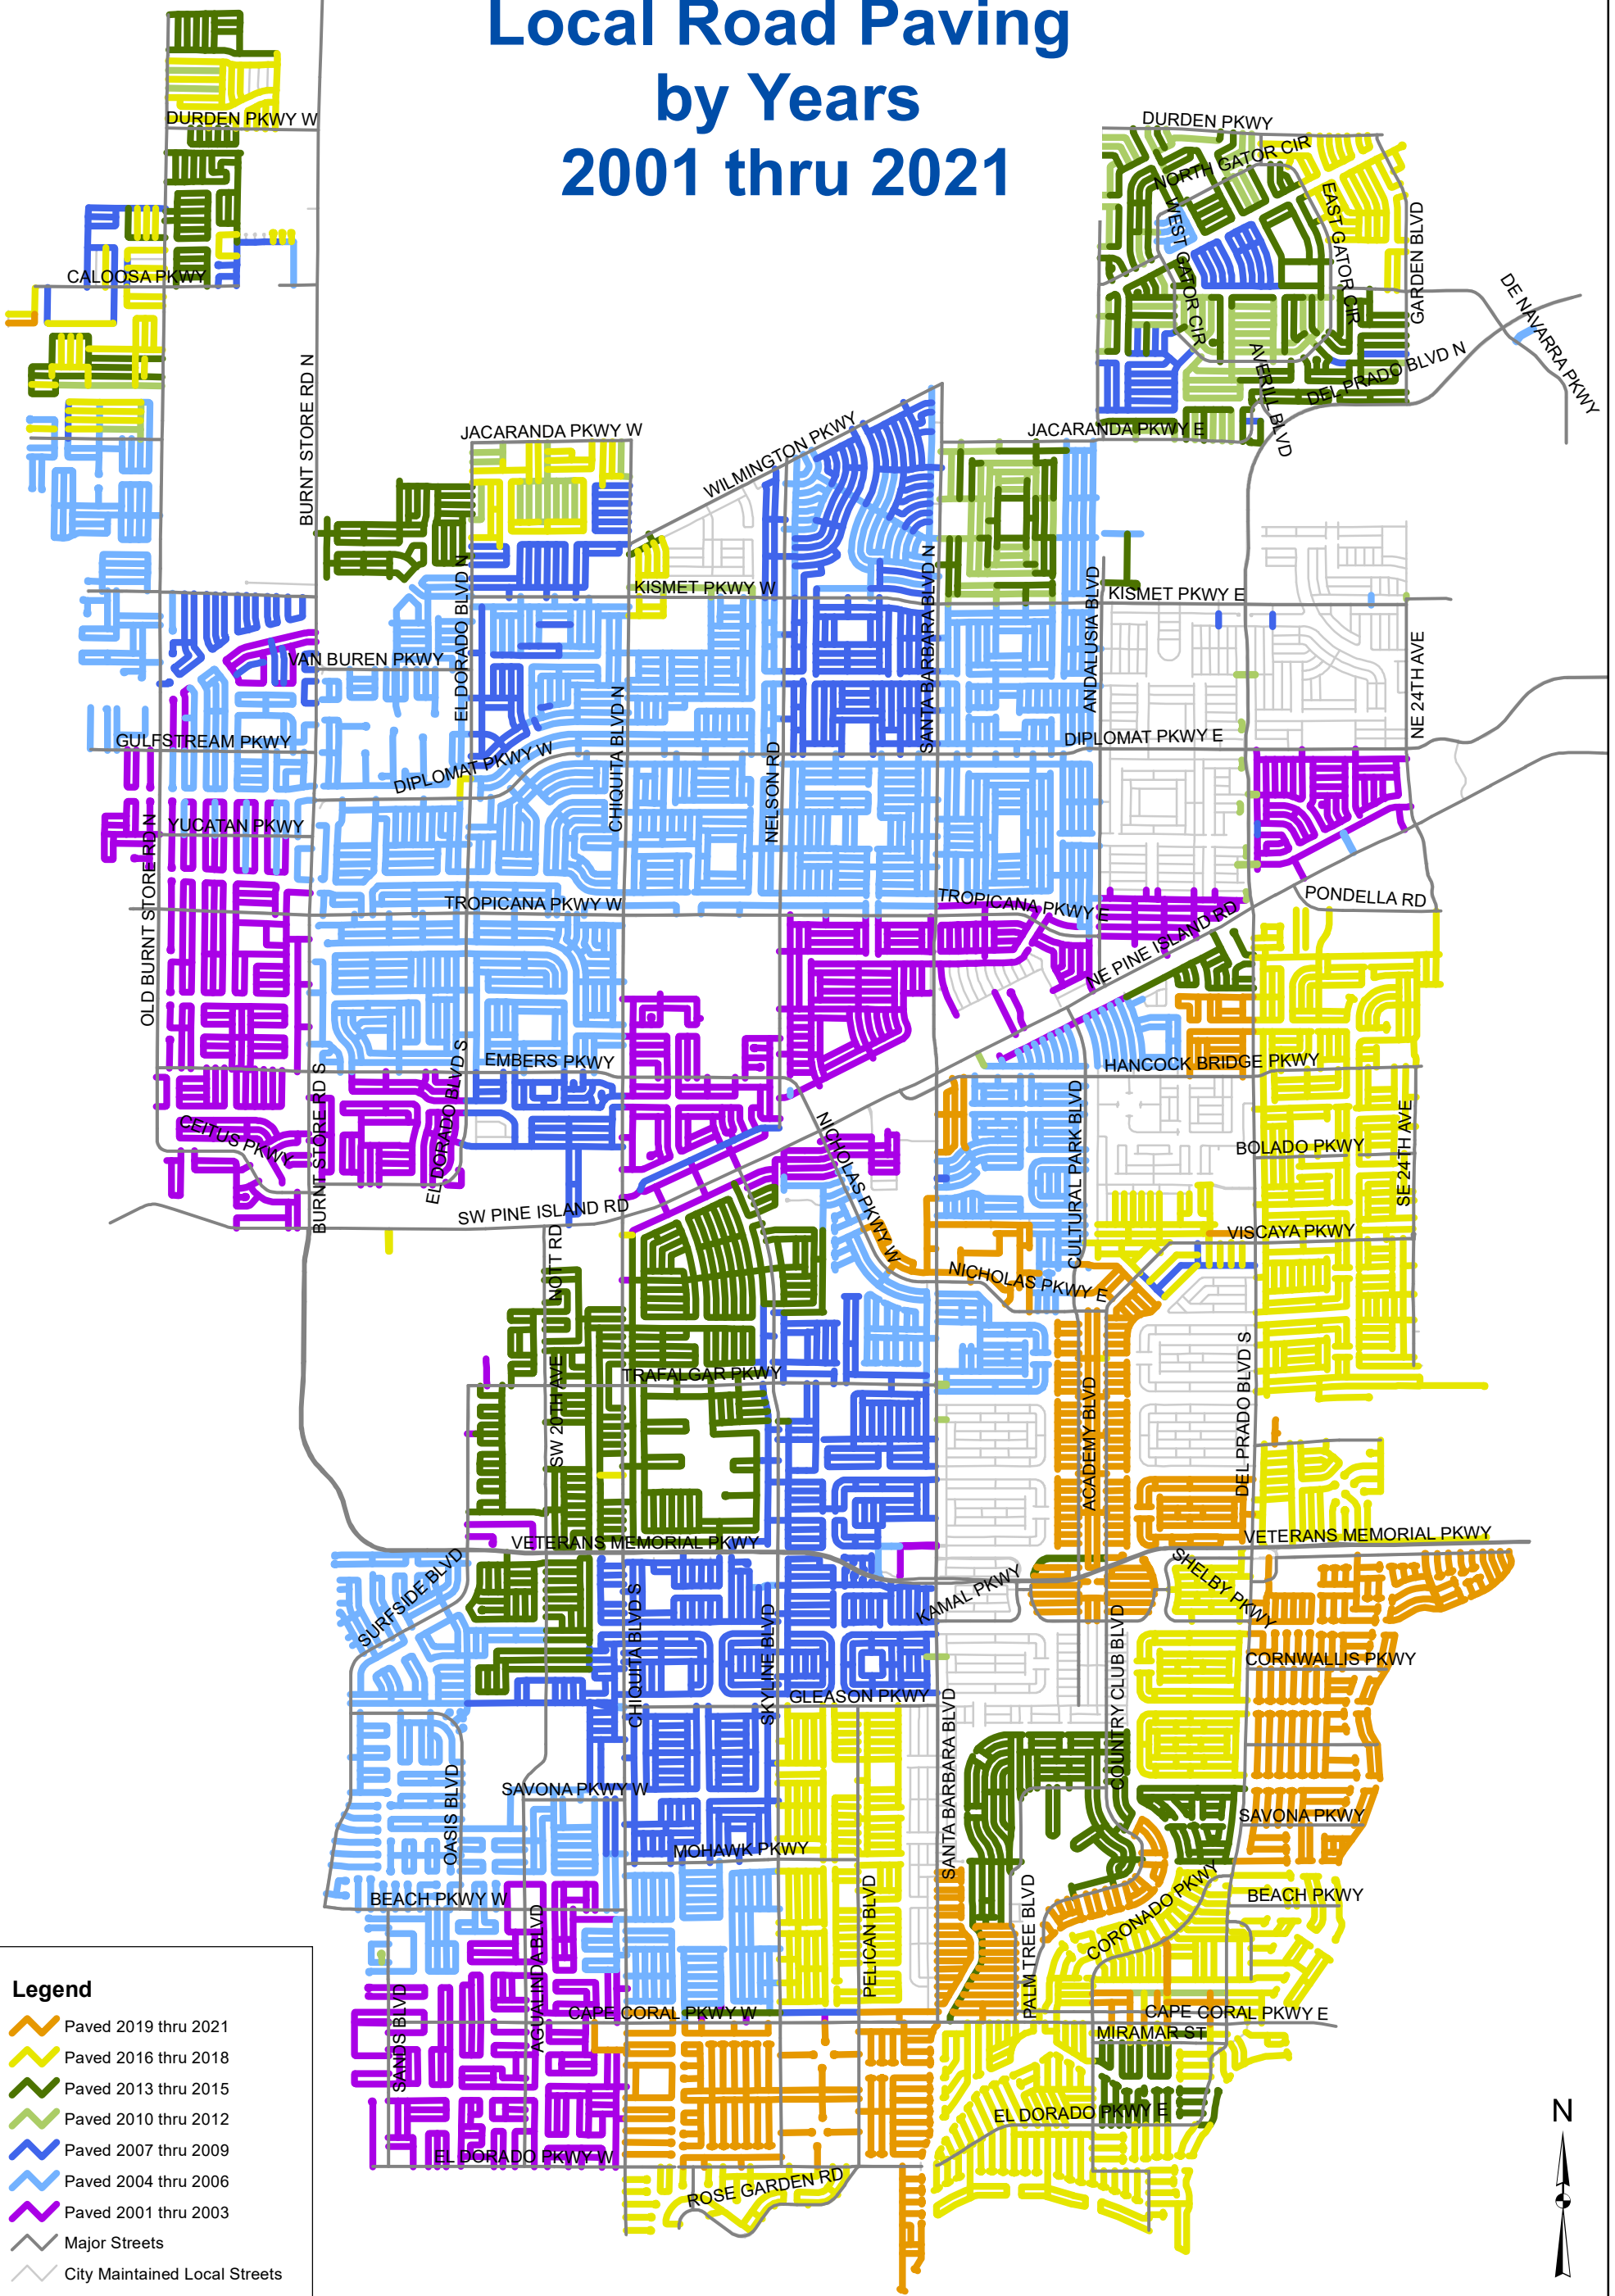 Local Road Paving
by Years
2001 thru 2021
DURDEN PKWY W
DURDEN PKWY
NORTH GATOR CIR
WEST GATOR CIR
EAST GATOR CIR
GARDEN BLVD
CALOOSA PKWY
DE NAVARRA PKWY
BURNT STORE RD N
AVERILL BLVD
DEL PRADO BLVD N
JACARANDA PKWY W
WILMINGTON PKWY
JACARANDA PKWY E
KISMET PKWY W
KISMET PKWY E
EL DORADO BLVD N
SANTA BARBARA BLVD N
ANDALUSIA BLVD
VAN BUREN PKWY
NE 24TH AVE
CHIQUITA BLVD N
GULFSTREAM PKWY
DIPLOMAT PKWY W
NELSON RD
DIPLOMAT PKWY E
YUCATAN PKWY
OLD BURNT STORE RD N
TROPICANA PKWY W
TROPICANA PKWY E
PONDELLA RD
NE PINE ISLAND RD
EMBERS PKWY
HANCOCK BRIDGE PKWY
CEITUS PKWY
BURNT STORE RD S
EL DORADO BLVD S
NICHOLAS PKWY W
CULTURAL PARK BLVD
BOLADO PKWY
SE 24TH AVE
SW PINE ISLAND RD
VISCAYA PKWY
NOTT RD
NICHOLAS PKWY E
TRAFALGAR PKWY
SW 20TH AVE
ACADEMY BLVD
DEL PRADO BLVD S
VETERANS MEMORIAL PKWY
VETERANS MEMORIAL PKWY
SURFSIDE BLVD
KAMAL PKWY
SHELBY PKWY
CHIQUITA BLVD S
SKYLINE BLVD
COUNTRY CLUB BLVD
CORNWALLIS PKWY
GLEASON PKWY
SANTA BARBARA BLVD
SAVONA PKWY W
SAVONA PKWY
OASIS BLVD
MOHAWK PKWY
BEACH PKWY W
BEACH PKWY
PELICAN BLVD
PALM TREE BLVD
CORONADO PKWY
AGUALINDA BLVD
SANDS BLVD
CAPE CORAL PKWY W
CAPE CORAL PKWY E
MIRAMAR ST
EL DORADO PKWY E
EL DORADO PKWY W
ROSE GARDEN RD
Legend
Paved 2019 thru 2021
Paved 2016 thru 2018
Paved 2013 thru 2015
Paved 2010 thru 2012
Paved 2007 thru 2009
Paved 2004 thru 2006
Paved 2001 thru 2003
Major Streets
City Maintained Local Streets
N